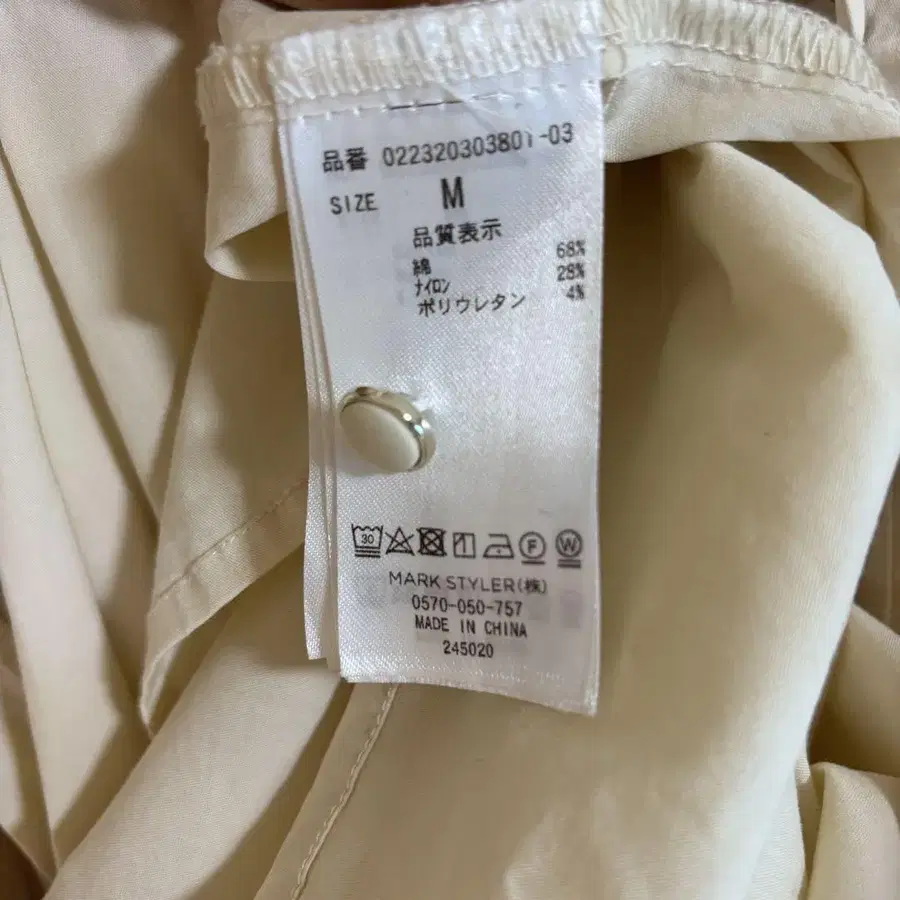 品番 022320303801-03
SIZE M
品質表示
綿 68%
ナイロン 28%
ポリウレタン 4%
30 F W
MARK STYLER(株)
0570-050-757
MADE IN CHINA
245020